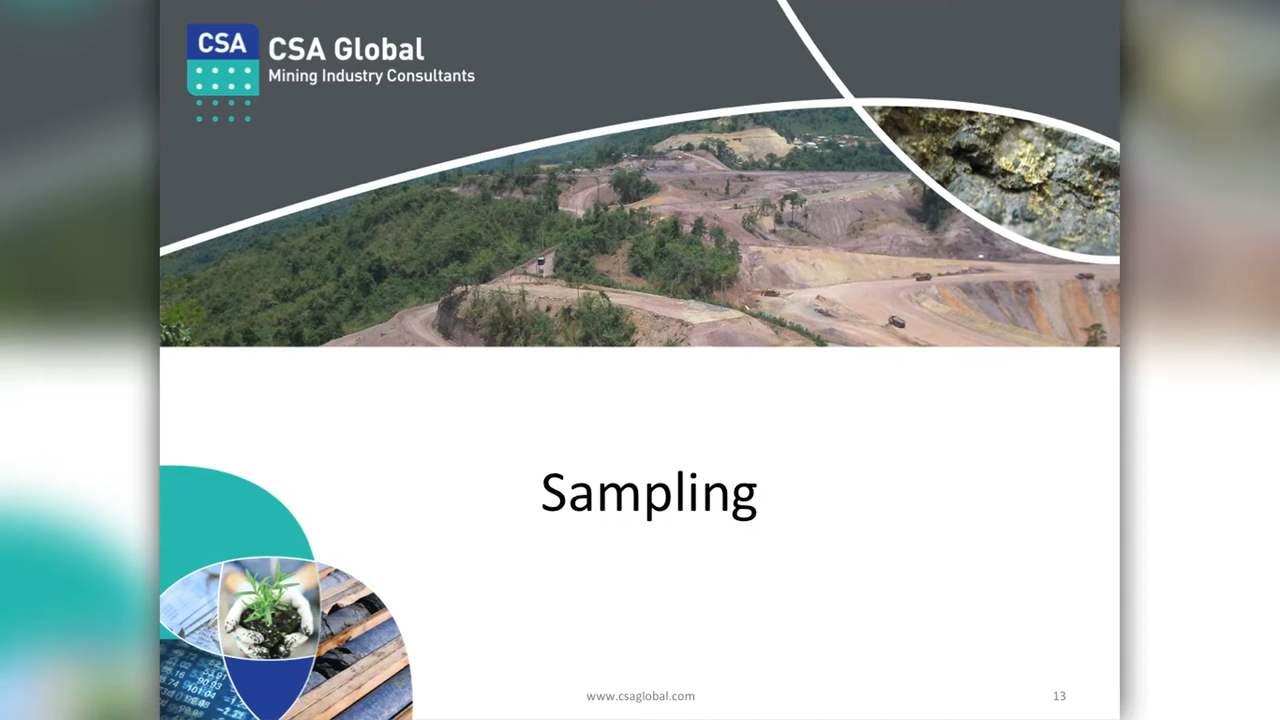 CSA
CSA Global
Mining Industry Consultants
Sampling
www.csaglobal.com
13